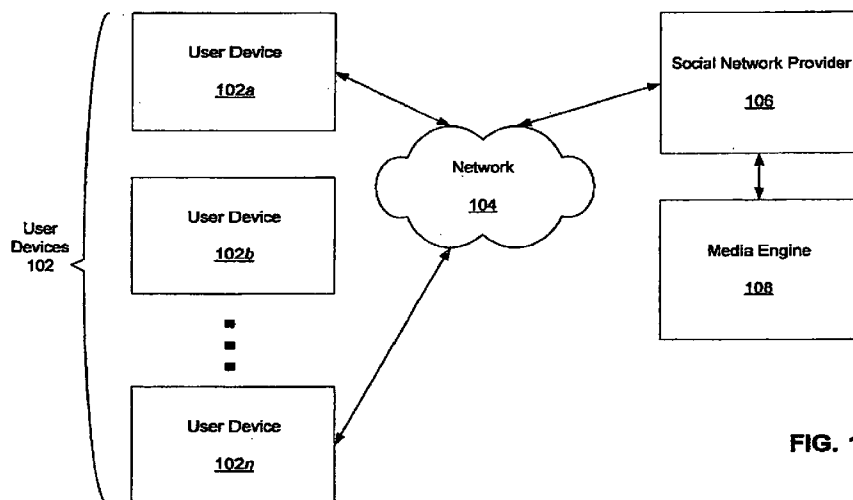 User Device
102a
User Device
102b
User Device
102n
User
Devices
102
Network
104
Social Network Provider
106
Media Engine
108
FIG. 1